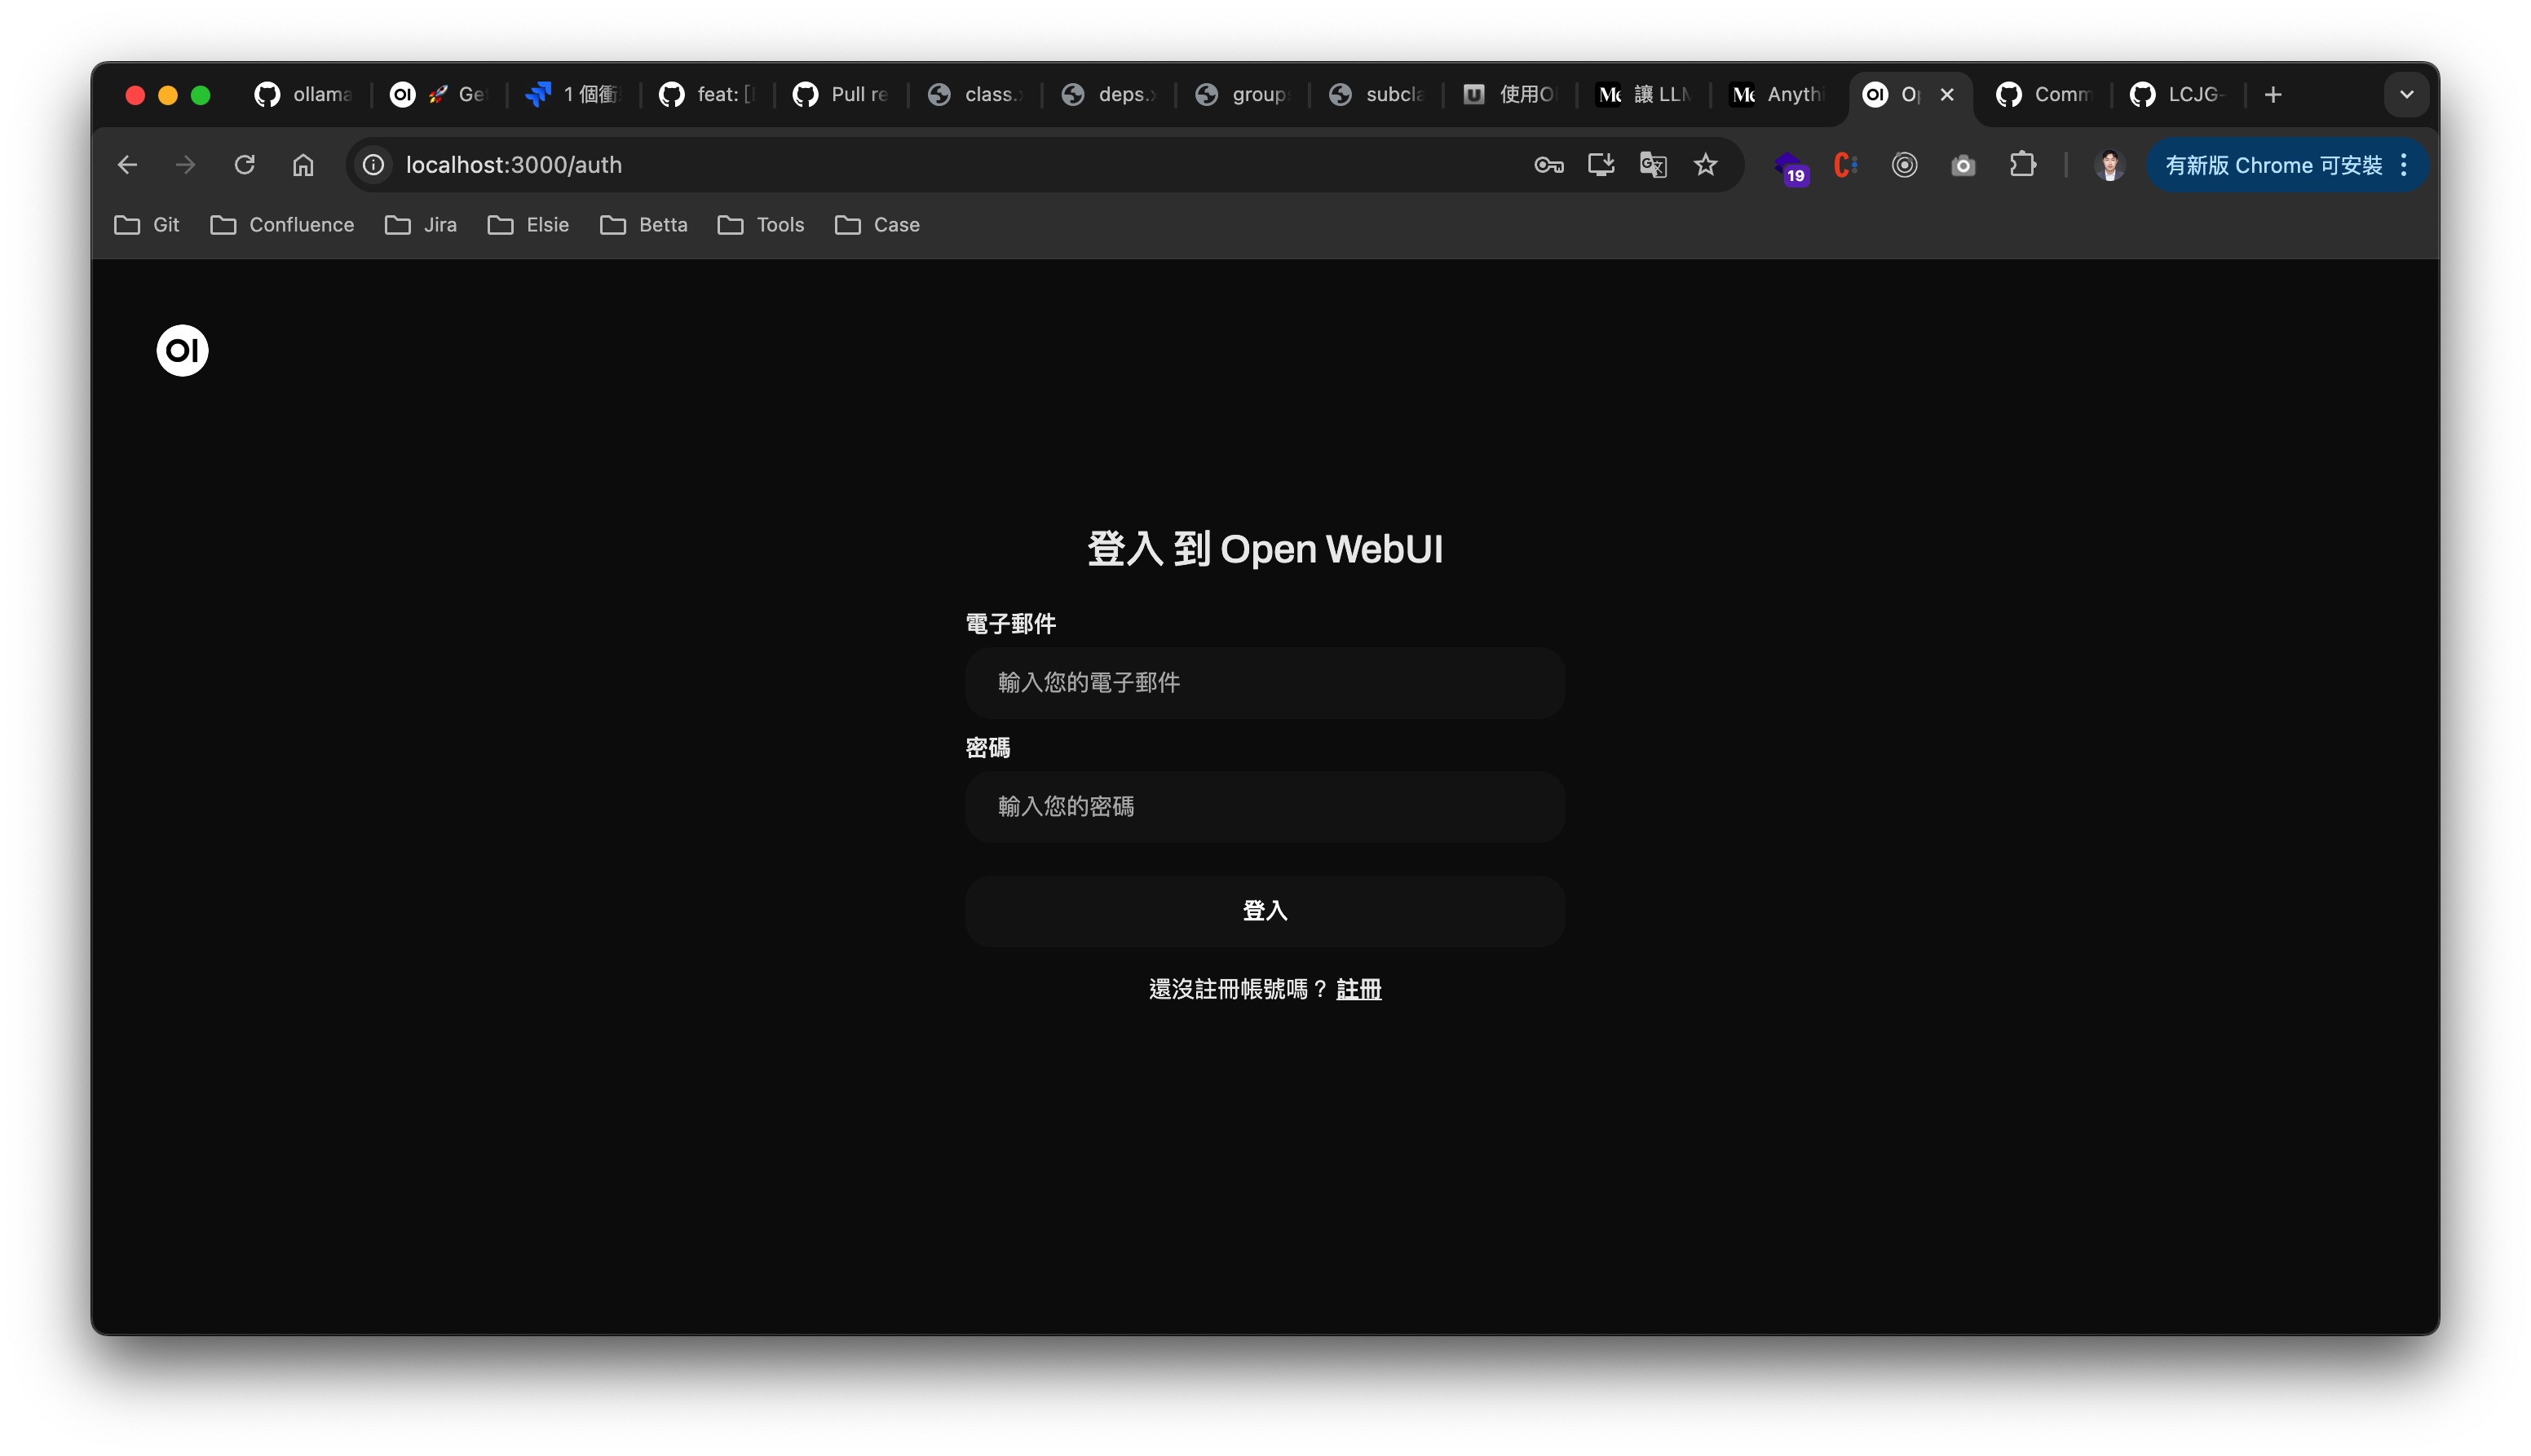 ollama
Ge
1 個衝
feat: [
Pull re
class.
deps.
group
subcla
使用O
讓 LLM
Anythi
O
Comm
LCJG-
localhost:3000/auth
19
有新版 Chrome 可安裝
Git
Confluence
Jira
Elsie
Betta
Tools
Case
OI
登入 到 Open WebUI
電子郵件
輸入您的電子郵件
密碼
輸入您的密碼
登入
還沒註冊帳號嗎？ 註冊